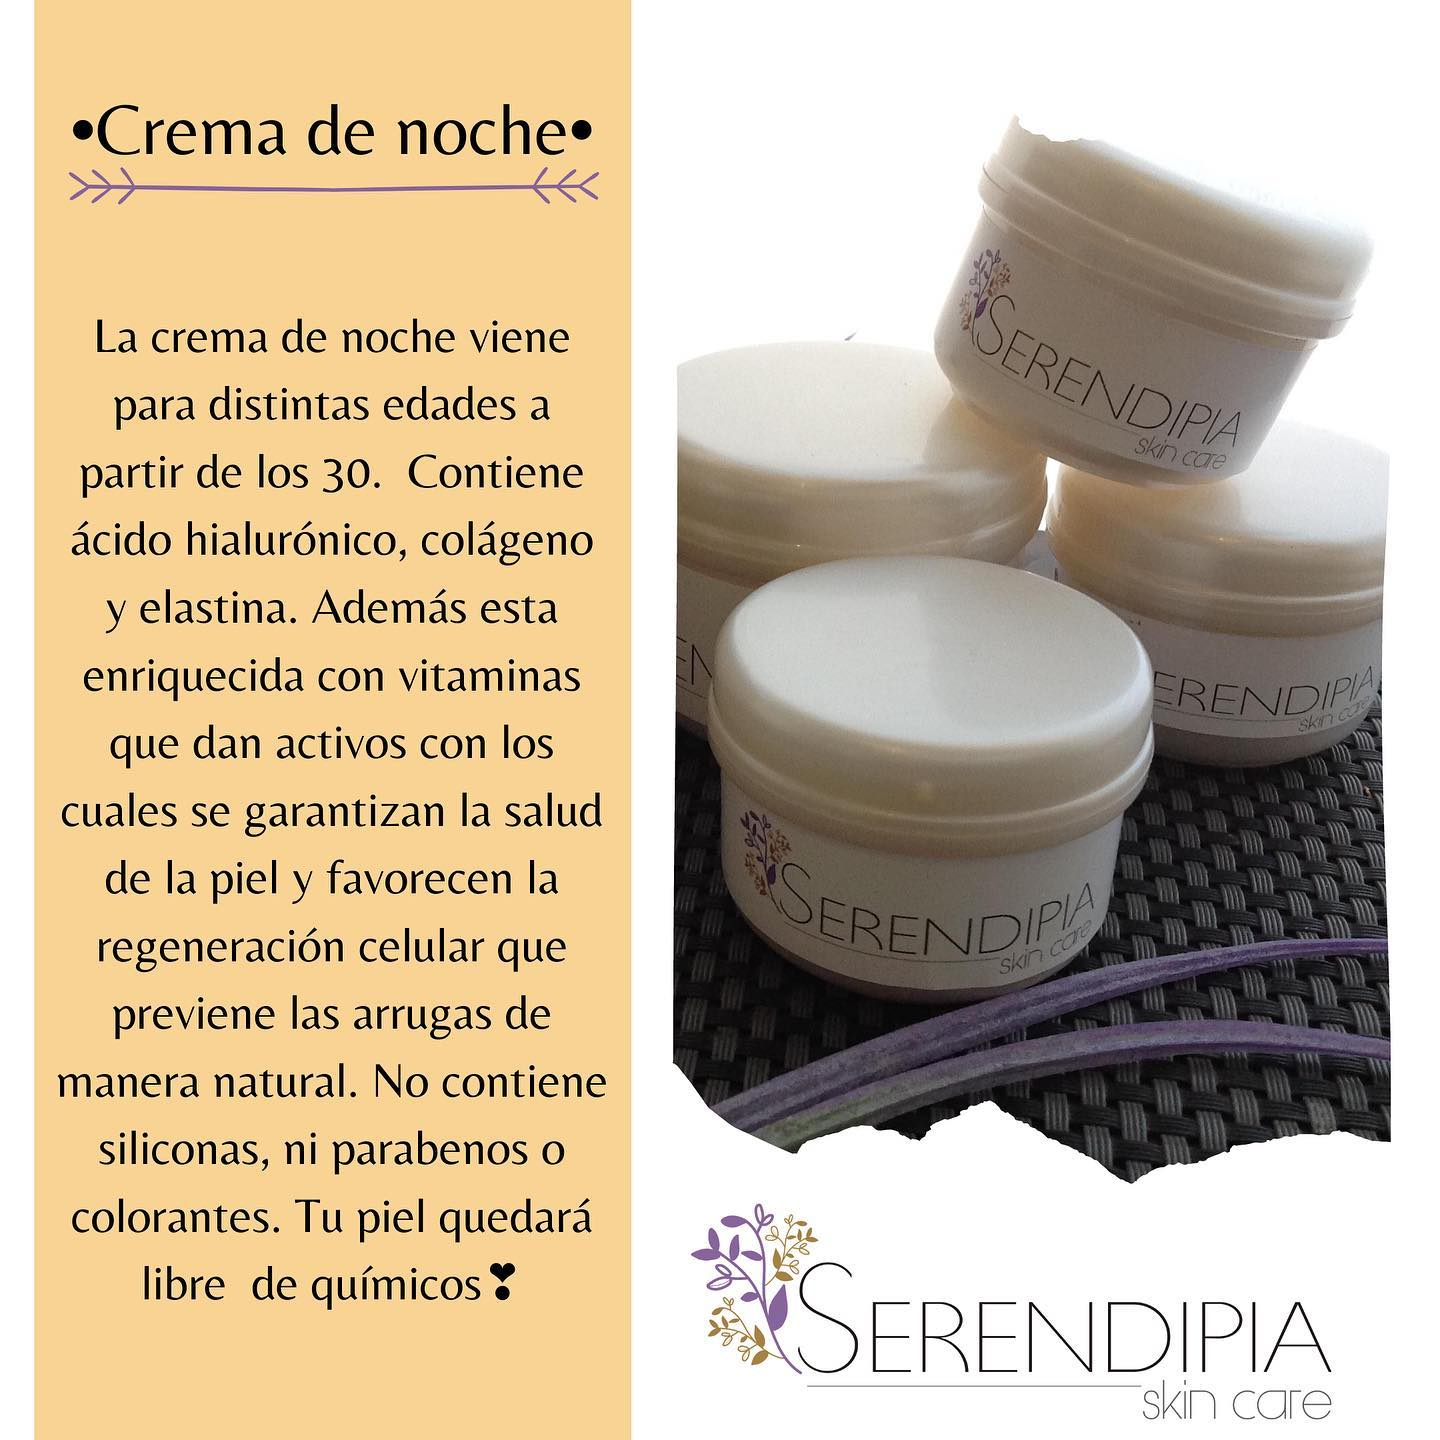 •Crema de noche•
La crema de noche viene
para distintas edades a
partir de los 30.  Contiene
ácido hialurónico, colágeno
y elastina. Además esta
enriquecida con vitaminas
que dan activos con los
cuales se garantizan la salud
de la piel y favorecen la
regeneración celular que
previene las arrugas de
manera natural. No contiene
siliconas, ni parabenos o
colorantes. Tu piel quedará
libre  de químicos❣
SERENDIPIA
skin care
EN
ERENDIPIA
skin care
SERENDIPIA
skin care
SERENDIPIA
skin care